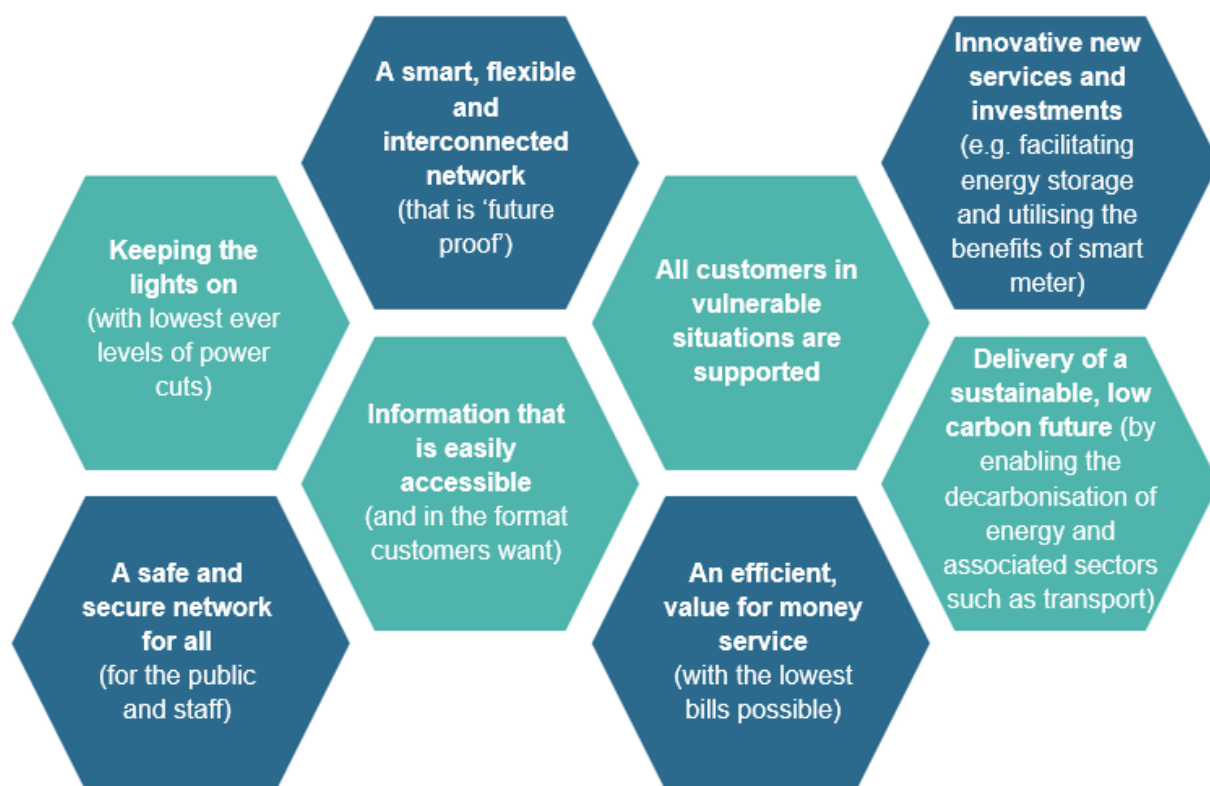 A smart, flexible
and
interconnected
network
(that is ‘future
proof’)
Innovative new
services and
investments
(e.g. facilitating
energy storage
and utilising the
benefits of smart
meter)
Keeping the
lights on
(with lowest ever
levels of power
cuts)
All customers in
vulnerable
situations are
supported
Information that
is easily
accessible
(and in the format
customers want)
Delivery of a
sustainable, low
carbon future (by
enabling the
decarbonisation of
energy and
associated sectors
such as transport)
A safe and
secure network
for all
(for the public
and staff)
An efficient,
value for money
service
(with the lowest
bills possible)